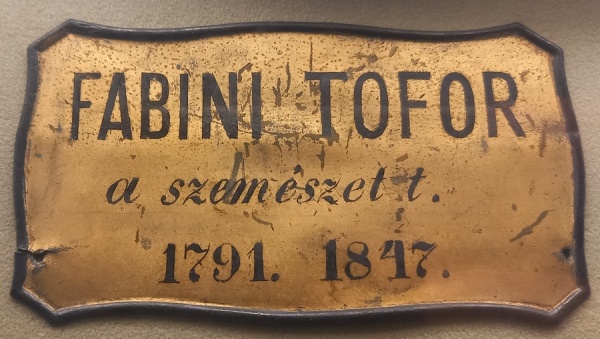 FABINI TOFOR
a szemészet t.
1791. 1847.